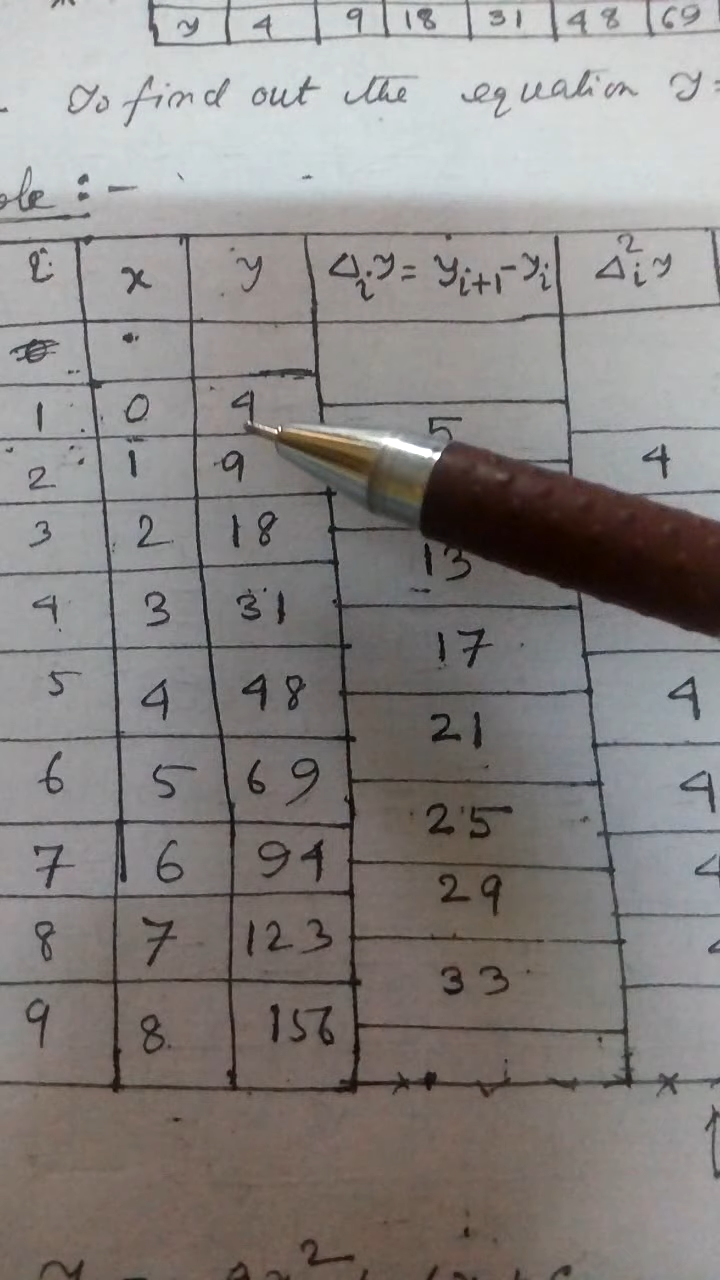 y 4 9 18 31 48 69
To find out the equation y=
:-
i x y Δiy = yi+1-yi Δ²iy
1 0 4
5
2 1 9 4
3 2 18
13
4 3 31
17
5 4 48 4
21
6 5 69 4
25
7 6 94 4
29
8 7 123
33
9 8 156